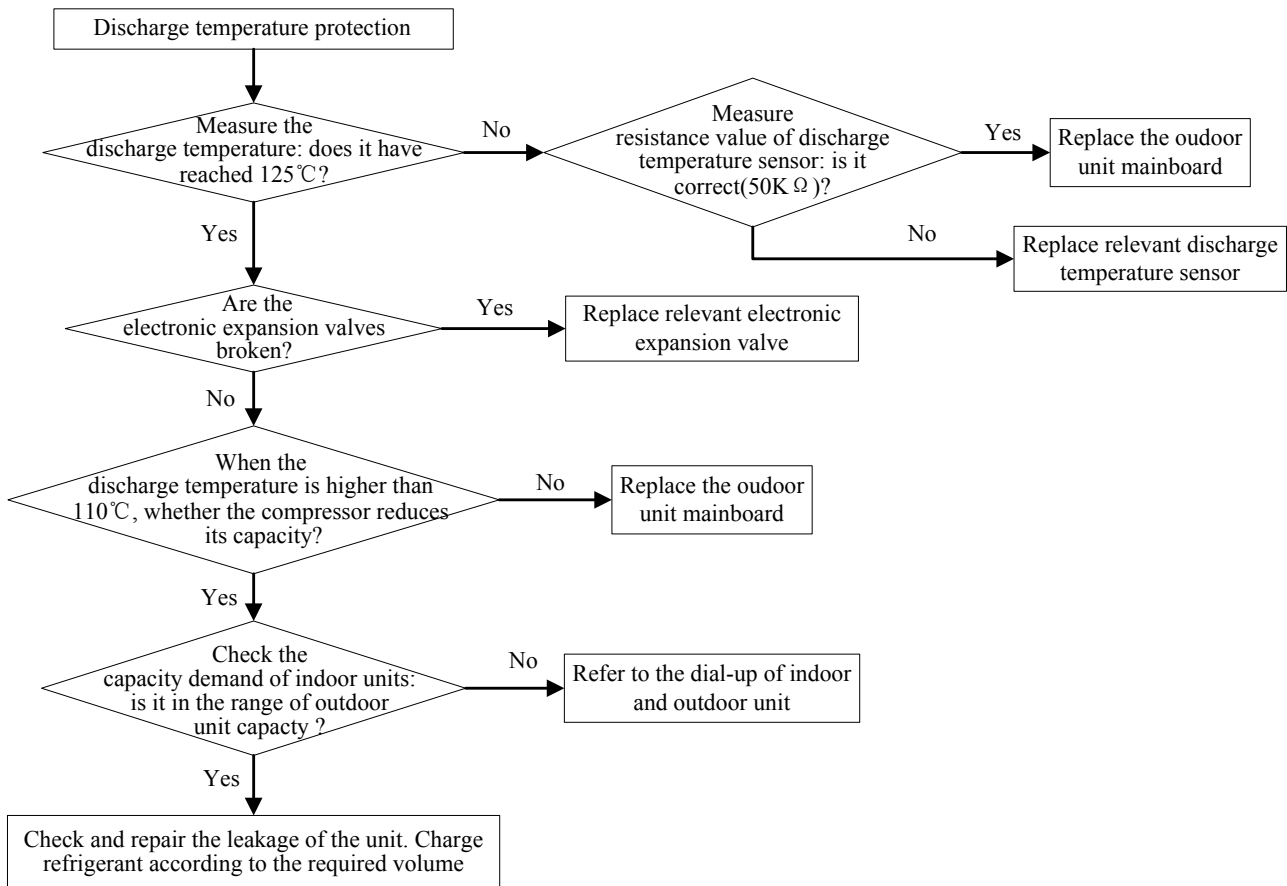 Discharge temperature protection
Measure the
discharge temperature: does it have
reached 125℃?
No
Measure
resistance value of discharge
temperature sensor: is it
correct(50KΩ)?
Yes
Replace the oudoor
unit mainboard
No
Replace relevant discharge
temperature sensor
Yes
Are the
electronic expansion valves
broken?
Yes
Replace relevant electronic
expansion valve
No
When the
discharge temperature is higher than
110℃, whether the compressor reduces
its capacity?
No
Replace the oudoor
unit mainboard
Yes
Check the
capacity demand of indoor units:
is it in the range of outdoor
unit capacty ?
No
Refer to the dial-up of indoor
and outdoor unit
Yes
Check and repair the leakage of the unit. Charge
refrigerant according to the required volume